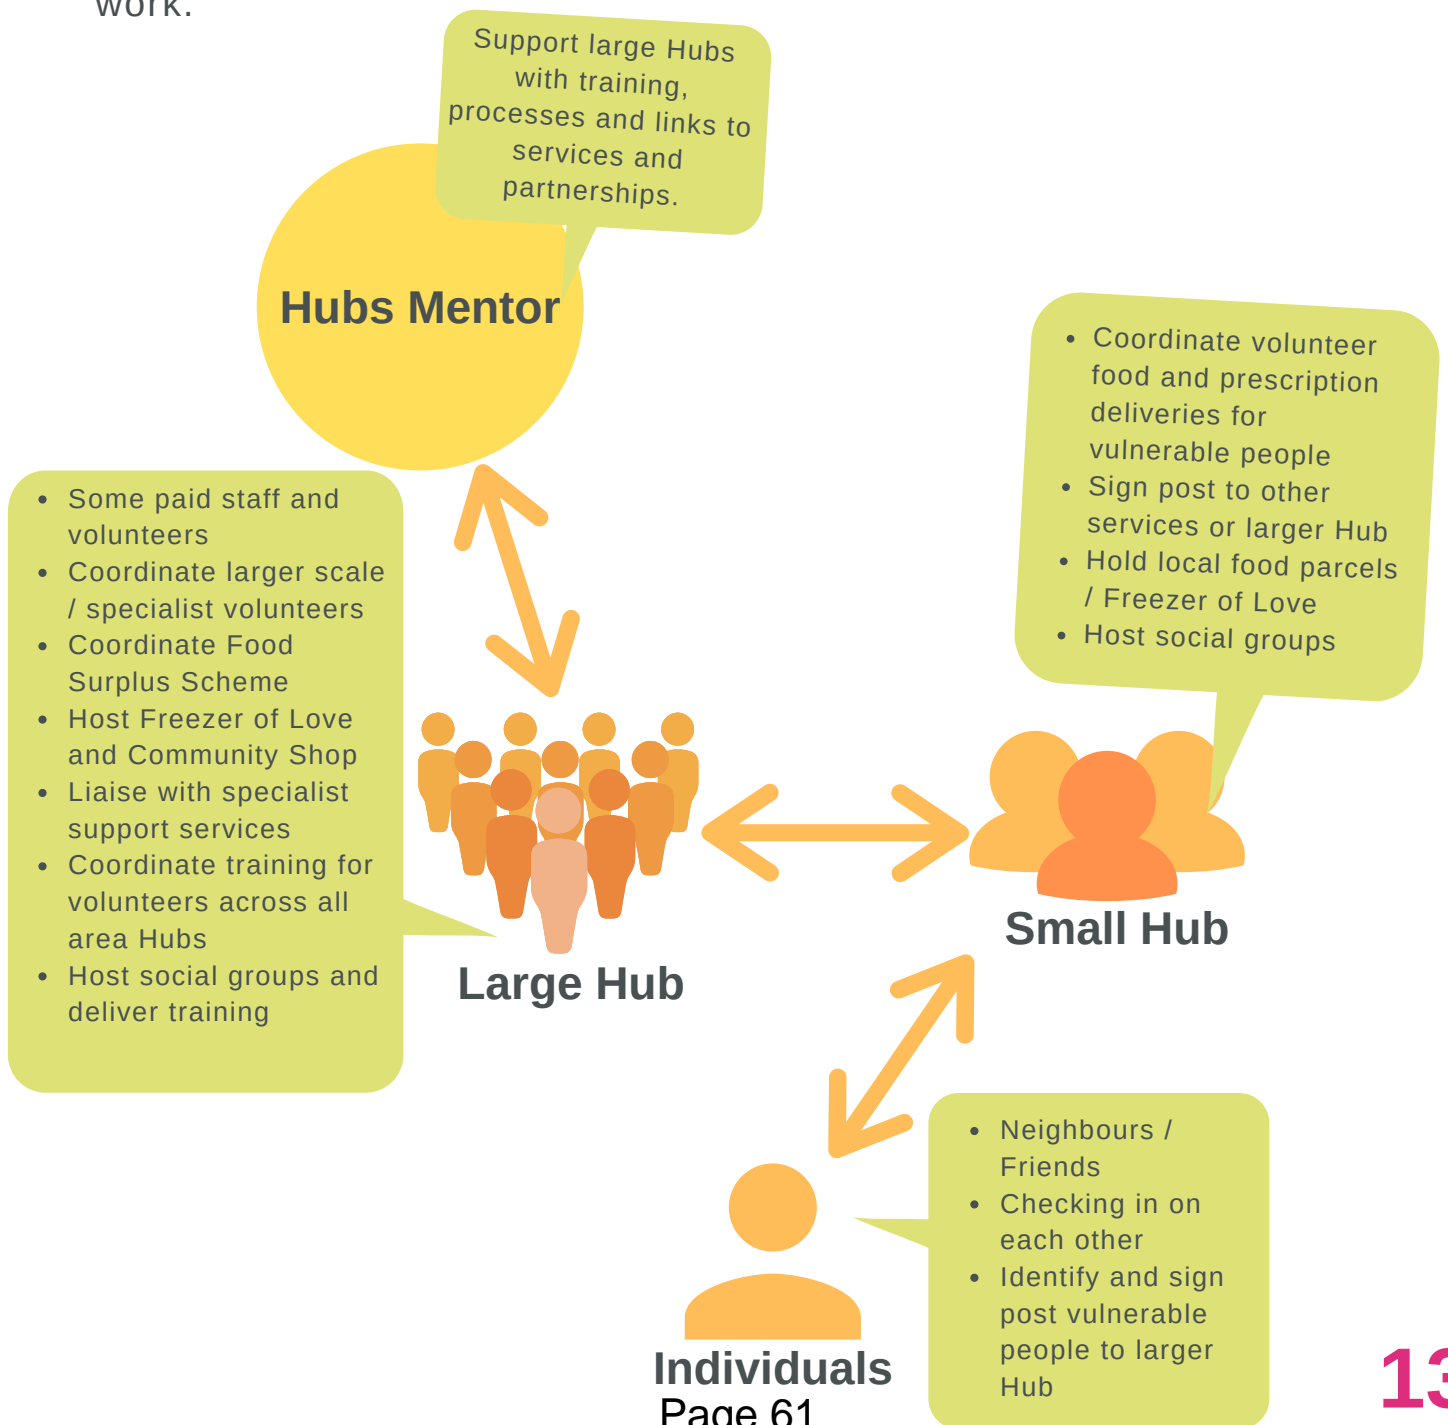 work.
Support large Hubs
with training,
processes and links to
services and
partnerships.
Hubs Mentor
• Coordinate volunteer
food and prescription
deliveries for
vulnerable people
• Sign post to other
services or larger Hub
• Hold local food parcels
/ Freezer of Love
• Host social groups
• Some paid staff and
volunteers
• Coordinate larger scale
/ specialist volunteers
• Coordinate Food
Surplus Scheme
• Host Freezer of Love
and Community Shop
• Liaise with specialist
support services
• Coordinate training for
volunteers across all
area Hubs
• Host social groups and
deliver training
Large Hub
Small Hub
• Neighbours /
Friends
• Checking in on
each other
• Identify and sign
post vulnerable
people to larger
Hub
Individuals
Page 61
13